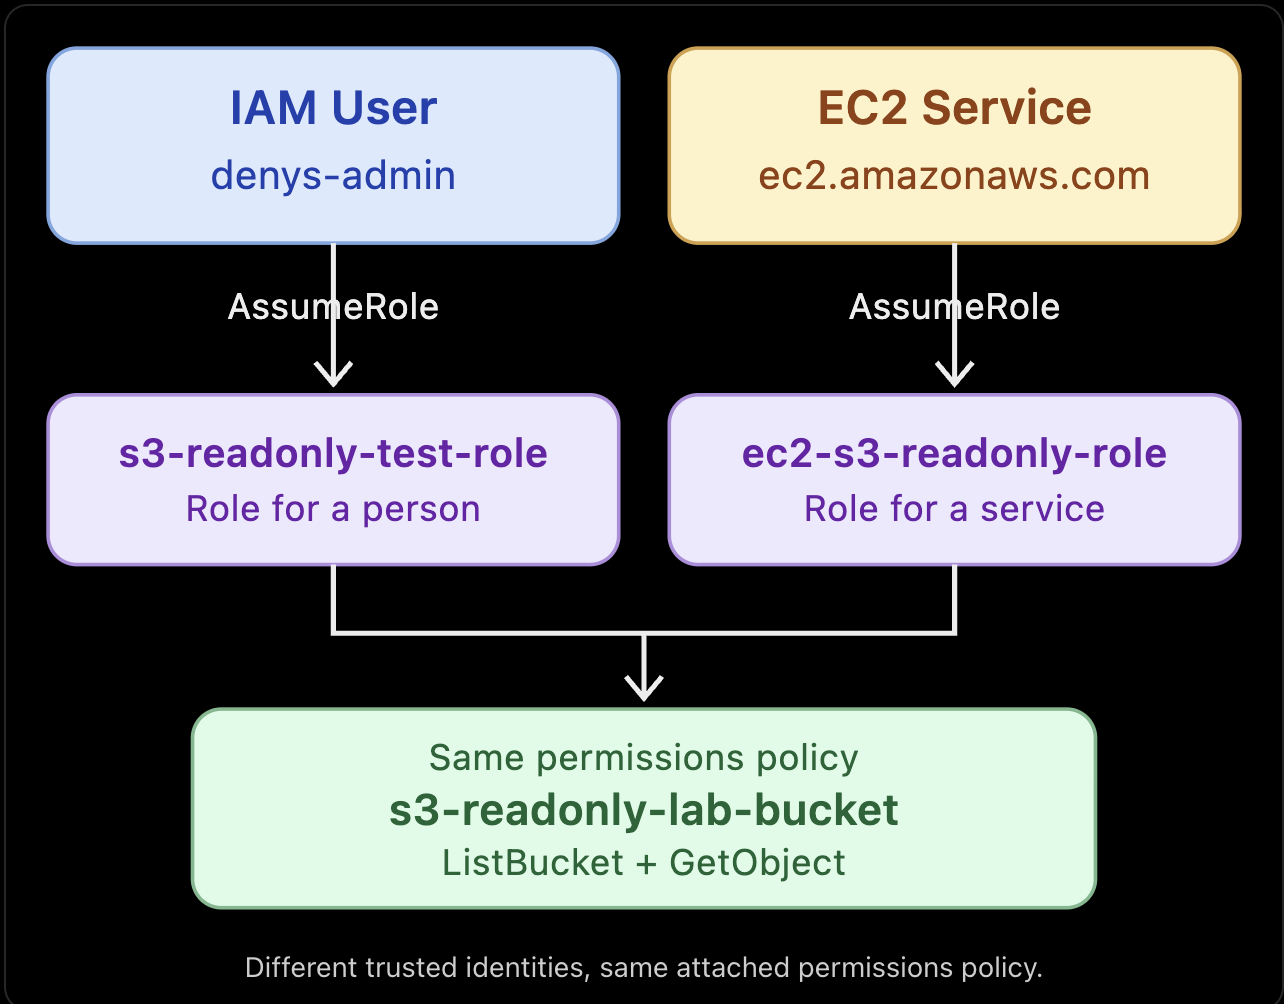 IAM User
denys-admin
EC2 Service
ec2.amazonaws.com
AssumeRole
AssumeRole
s3-readonly-test-role
Role for a person
ec2-s3-readonly-role
Role for a service
Same permissions policy
s3-readonly-lab-bucket
ListBucket + GetObject
Different trusted identities, same attached permissions policy.